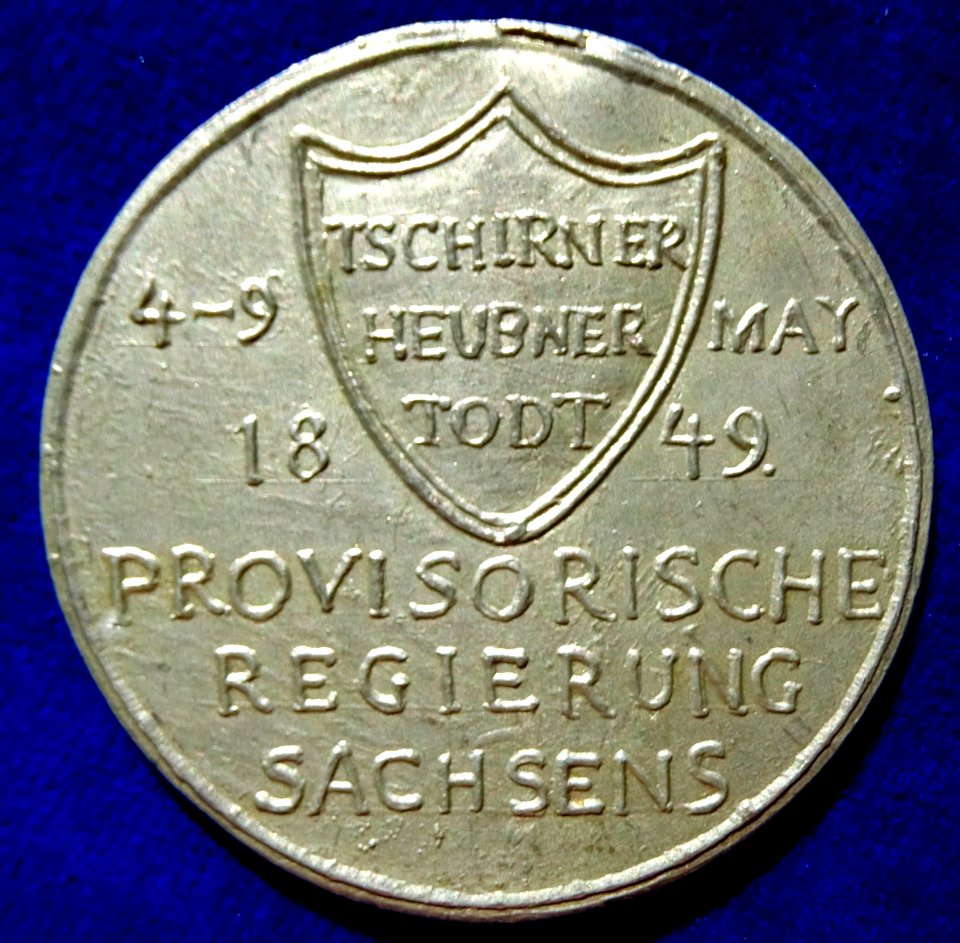 TSCHIRNER
4-9 HEUBNER MAY
TODT
18 49.
PROVISORISCHE
REGIERUNG
SACHSENS